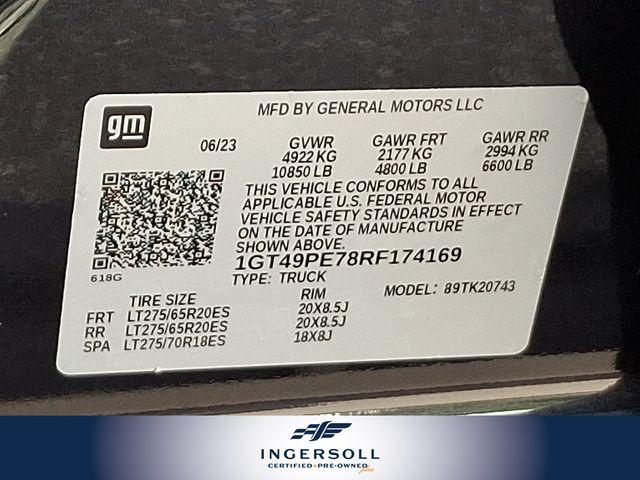 gm
MFD BY GENERAL MOTORS LLC
06/23 GVWR GAWR FRT GAWR RR
4922 KG 2177 KG 2994 KG
10850 LB 4800 LB 6600 LB
THIS VEHICLE CONFORMS TO ALL
APPLICABLE U.S. FEDERAL MOTOR
VEHICLE SAFETY STANDARDS IN EFFECT
ON THE DATE OF MANUFACTURE
SHOWN ABOVE.
618G
1GT49PE78RF174169
TYPE: TRUCK MODEL: 89TK20743
TIRE SIZE RIM
FRT LT275/65R20ES 20X8.5J
RR LT275/65R20ES 20X8.5J
SPA LT275/70R18ES 18X8J
INGERSOLL
CERTIFIED • PRE-OWNED plus